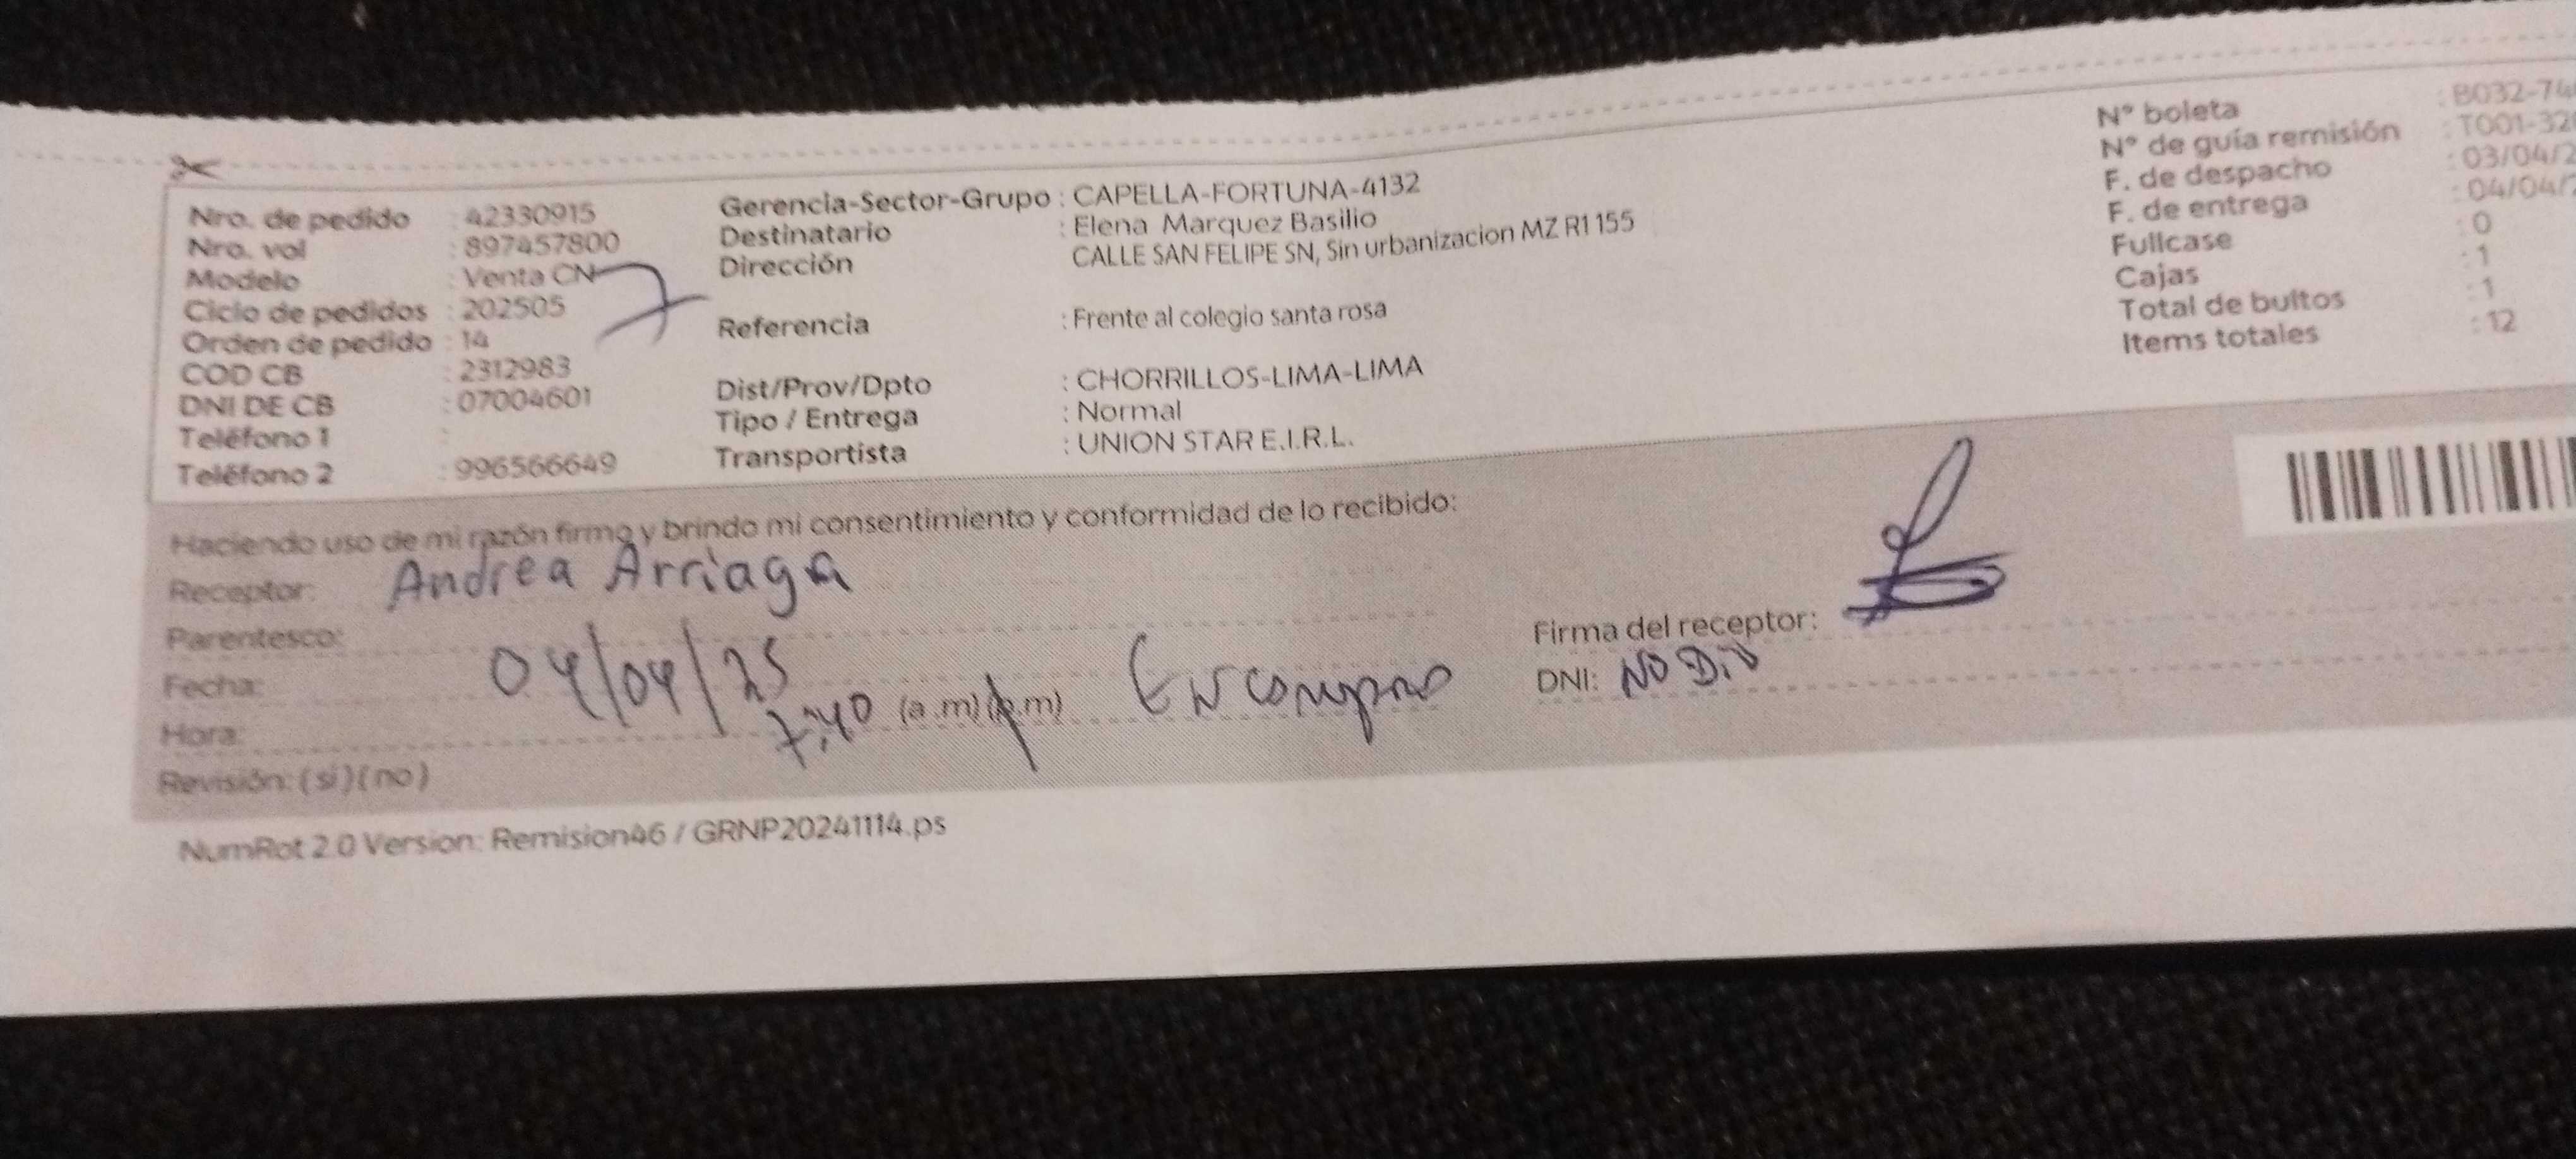 Nro. de pedido : 42330915
Nro. vol : 897457800
Modelo : Venta CN
Ciclo de pedidos : 202505
Orden de pedido : 14
COD CB : 2312983
DNI DE CB : 07004601
Teléfono 1 :
Teléfono 2 : 996566649
Gerencia-Sector-Grupo : CAPELLA-FORTUNA-4132
Destinatario : Elena Marquez Basilio
Dirección CALLE SAN FELIPE SN, Sin urbanizacion MZ R1 155
Referencia : Frente al colegio santa rosa
Dist/Prov/Dpto : CHORRILLOS-LIMA-LIMA
Tipo / Entrega : Normal
Transportista : UNION STAR E.I.R.L.
N° boleta : B032-74
N° de guía remisión : T001-32
F. de despacho : 03/04/2
F. de entrega : 04/04/2
Fullcase : 0
Cajas : 1
Total de bultos : 1
Items totales : 12
Haciendo uso de mi razón firmo y brindo mi consentimiento y conformidad de lo recibido:
Receptor: Andrea Arriaga
Parentesco:
Fecha: 04/04/25
Hora: 7:40 (a.m) (p.m)
Firma del receptor:
DNI: NO DIO
Revisión: (si) (no)
NumRot 2.0 Version: Remision46 / GRNP20241114.ps